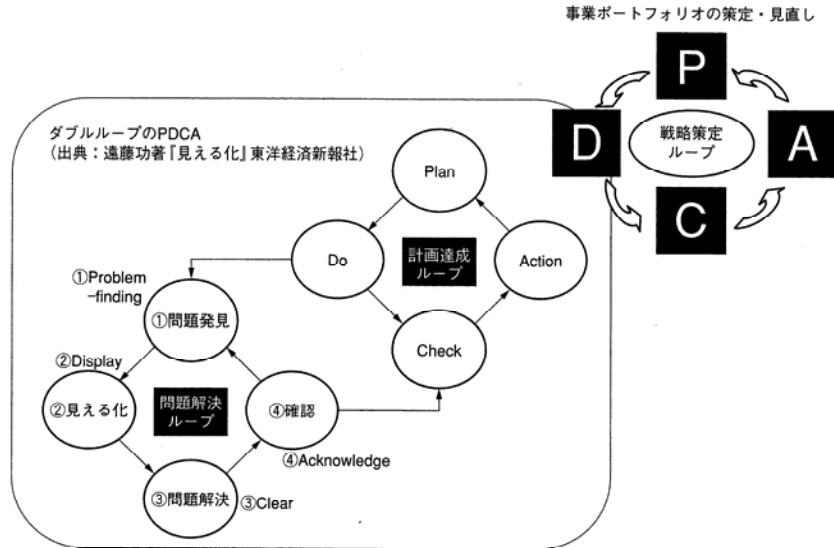 事業ポートフォリオの策定・見直し
P
D
戦略策定
ループ
A
C
ダブルループのPDCA
(出典:遠藤功著『見える化』東洋経済新報社)
Plan
Do
計画達成
ループ
Action
Check
①Problem
-finding
①問題発見
②Display
②見える化
問題解決
ループ
④確認
④Acknowledge
③問題解決
③Clear